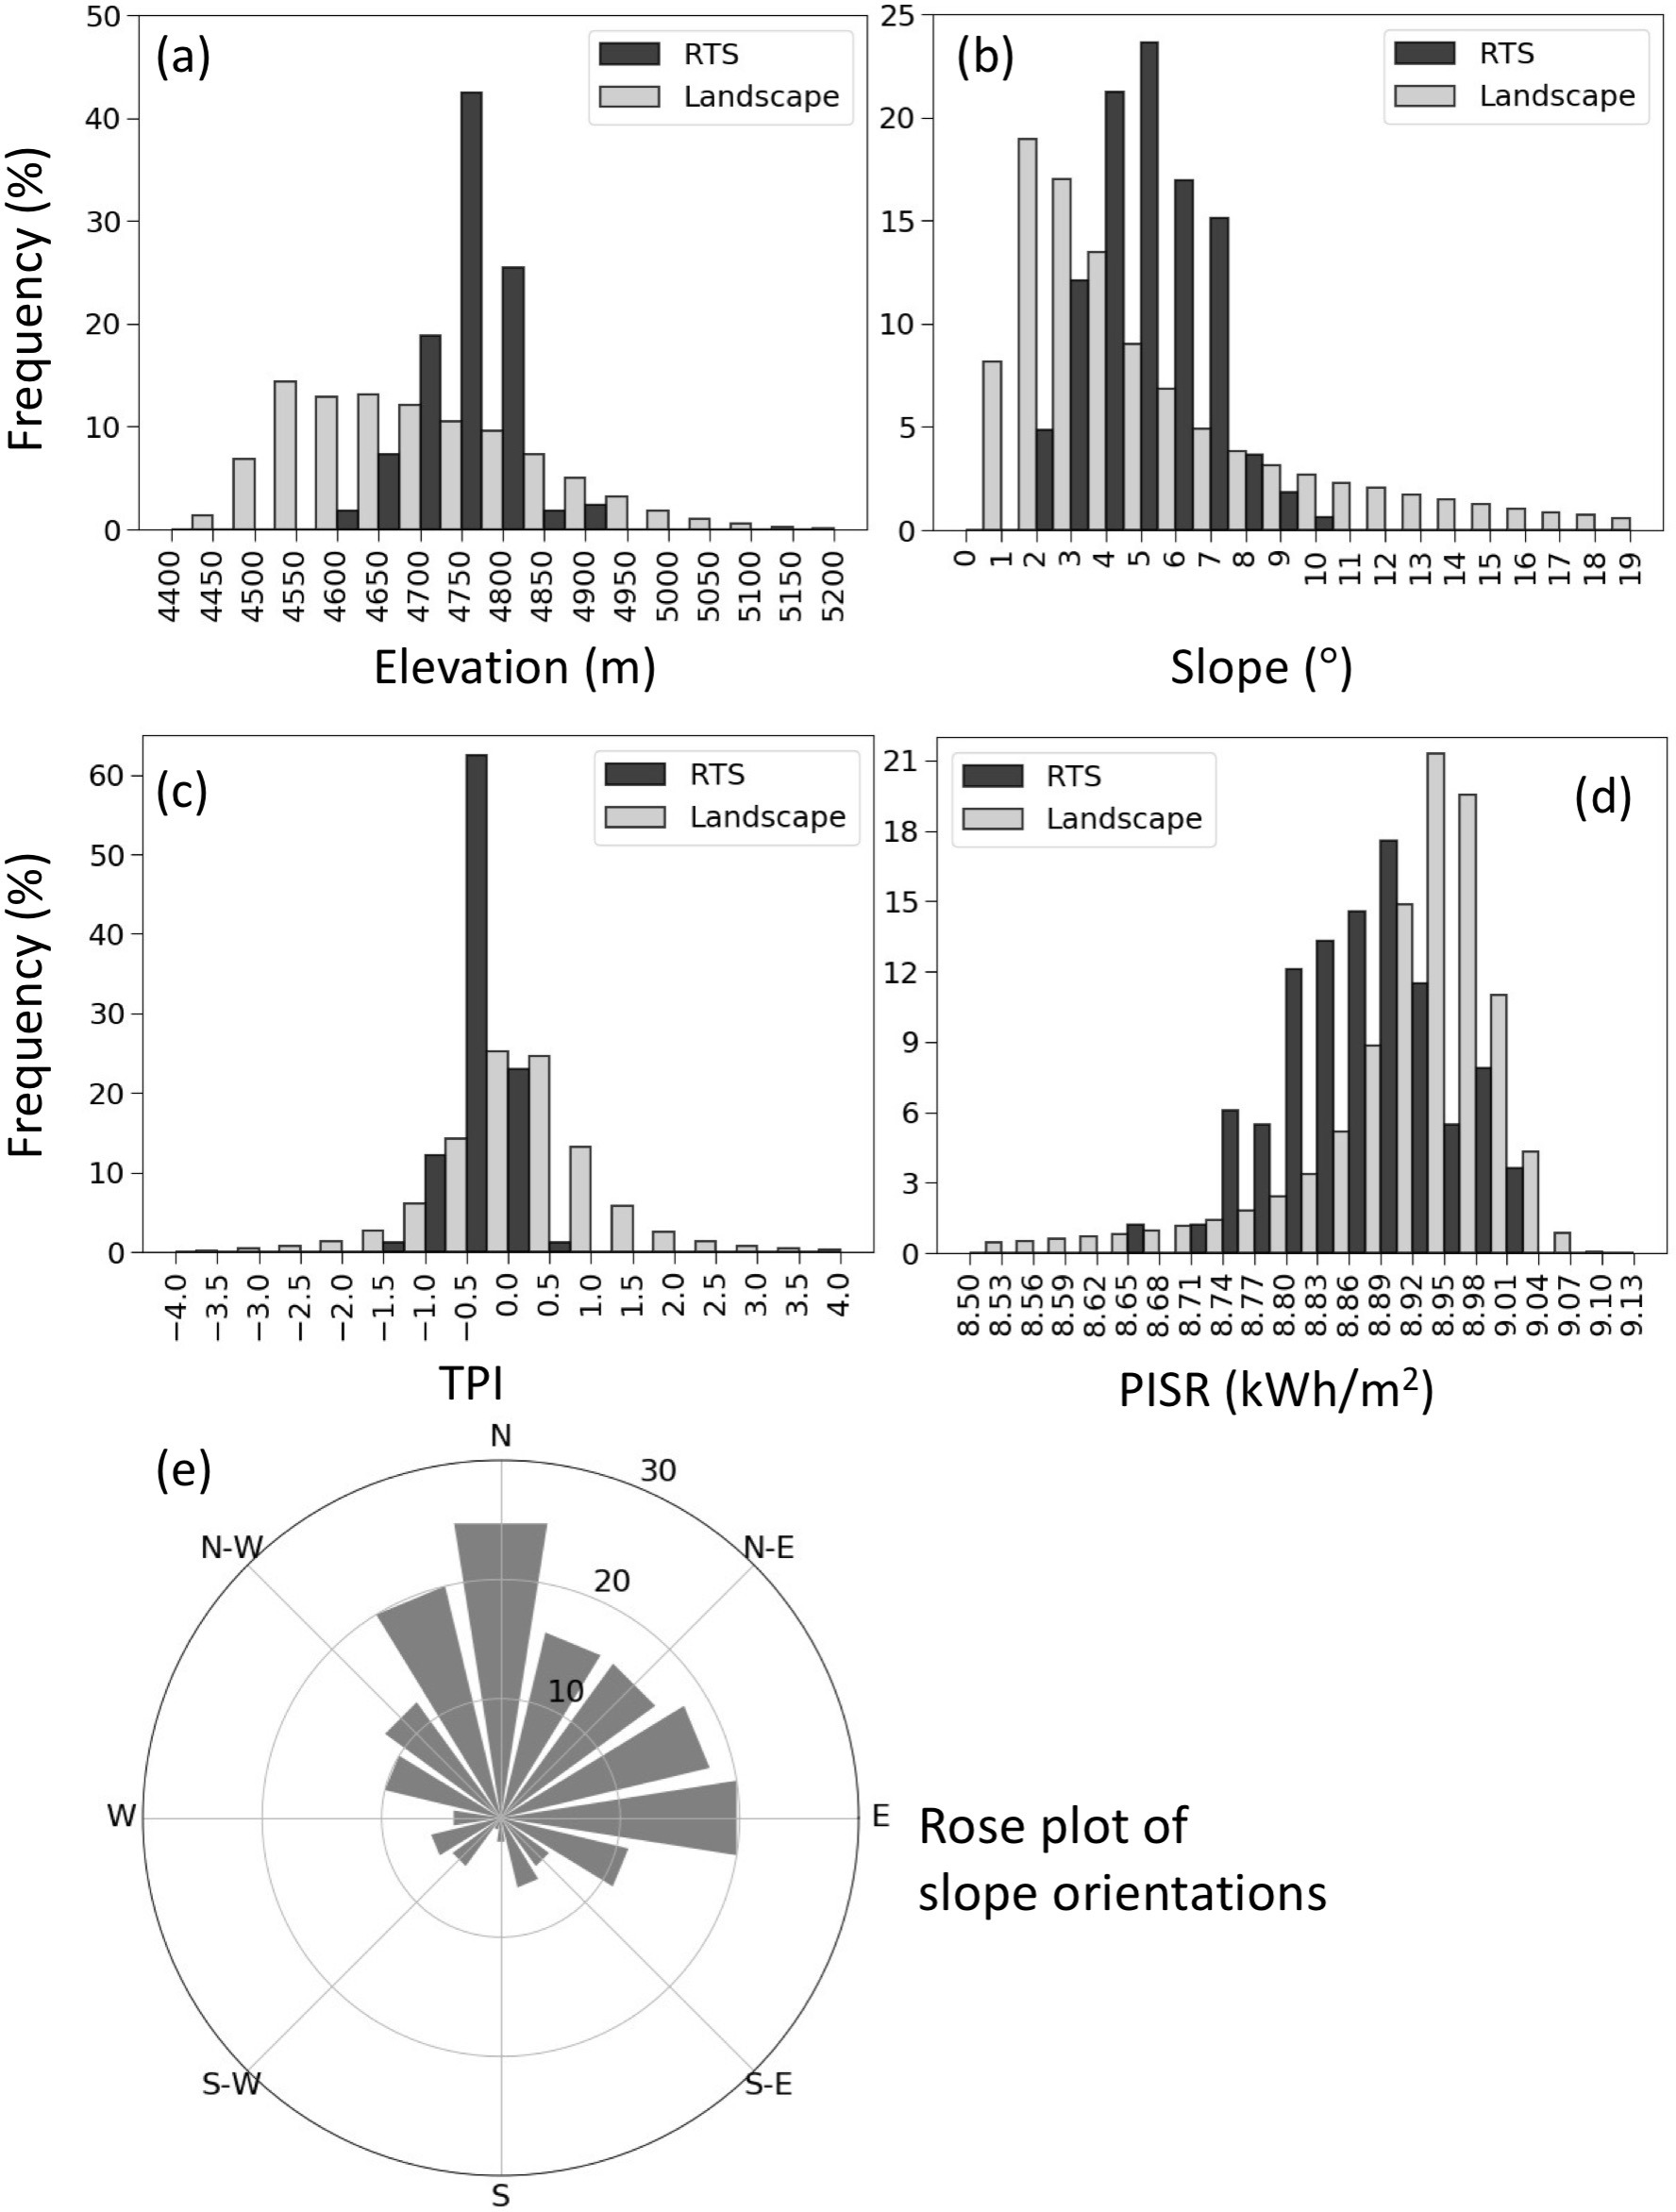 (a)
RTS
Landscape
Frequency (%)
50
40
30
20
10
0
4400 4450 4500 4550 4600 4650 4700 4750 4800 4850 4900 4950 5000 5050 5100 5150 5200
Elevation (m)
(b)
RTS
Landscape
25
20
15
10
5
0
0 1 2 3 4 5 6 7 8 9 10 11 12 13 14 15 16 17 18 19
Slope (°)
(c)
RTS
Landscape
Frequency (%)
60
50
40
30
20
10
0
−4.0 −3.5 −3.0 −2.5 −2.0 −1.5 −1.0 −0.5 0.0 0.5 1.0 1.5 2.0 2.5 3.0 3.5 4.0
TPI
RTS
Landscape
(d)
21
18
15
12
9
6
3
0
8.50 8.53 8.56 8.59 8.62 8.65 8.68 8.71 8.74 8.77 8.80 8.83 8.86 8.89 8.92 8.95 8.98 9.01 9.04 9.07 9.10 9.13
PISR (kWh/m²)
(e)
N
30
N-W
N-E
20
10
W
E
Rose plot of
slope orientations
S-W
S-E
S